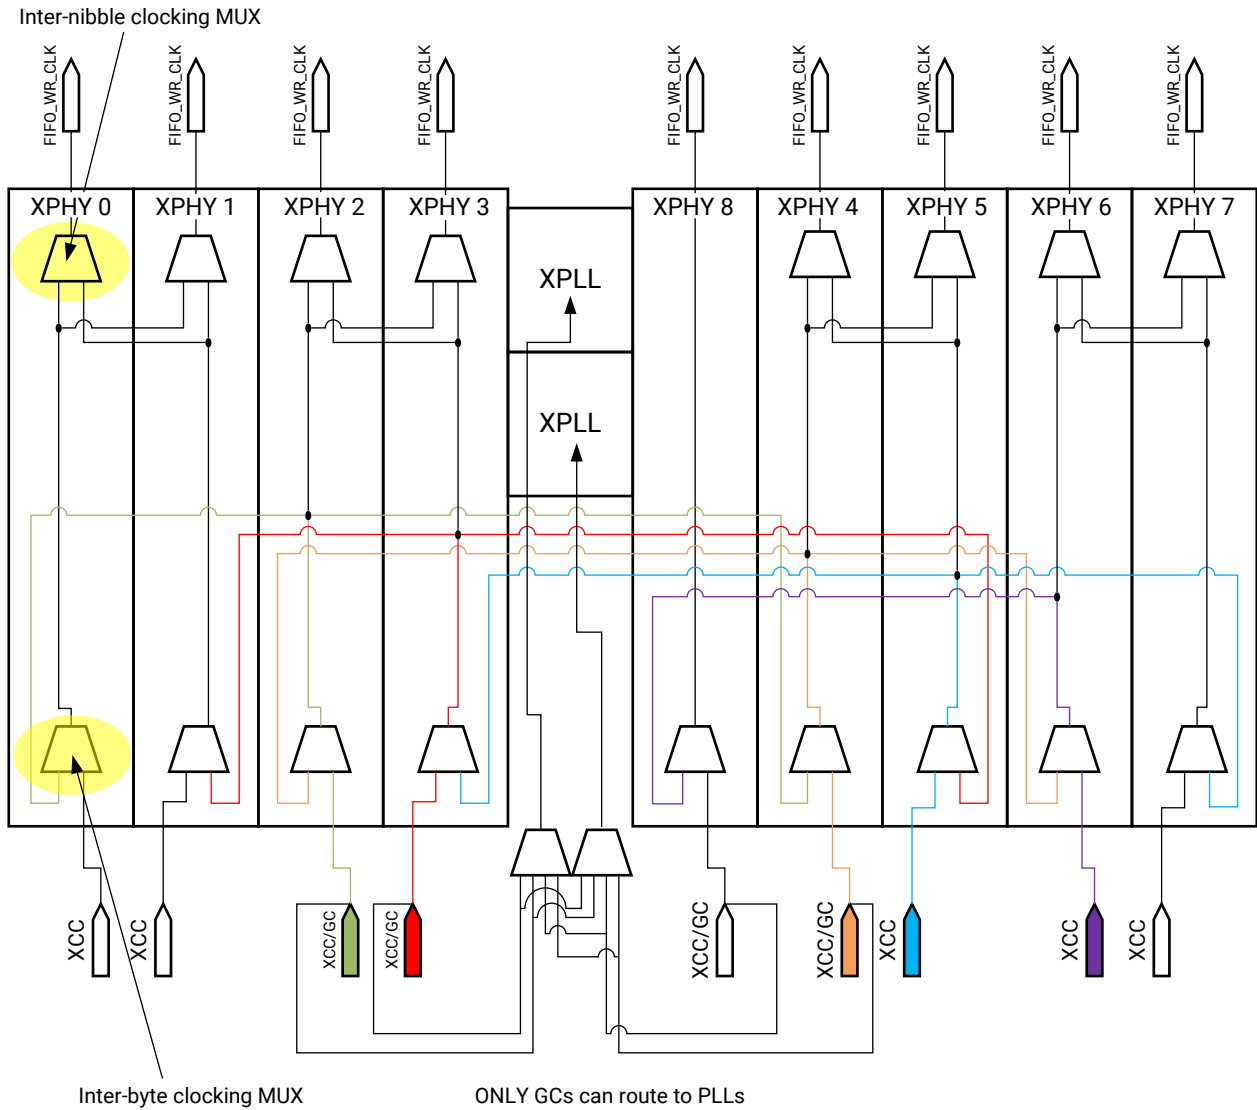 Inter-nibble clocking MUX
FIFO_WR_CLK
FIFO_WR_CLK
FIFO_WR_CLK
FIFO_WR_CLK
FIFO_WR_CLK
FIFO_WR_CLK
FIFO_WR_CLK
FIFO_WR_CLK
FIFO_WR_CLK
XPHY 0
XPHY 1
XPHY 2
XPHY 3
XPHY 8
XPHY 4
XPHY 5
XPHY 6
XPHY 7
XPLL
XPLL
XCC
XCC
XCC/GC
XCC/GC
XCC/GC
XCC/GC
XCC
XCC
XCC
Inter-byte clocking MUX
ONLY GCs can route to PLLs